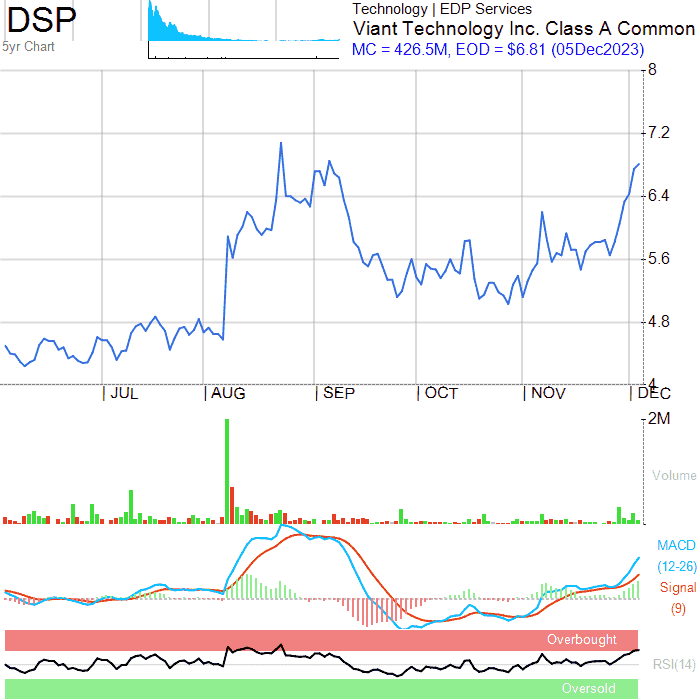 DSP
5yr Chart
Technology | EDP Services
Viant Technology Inc. Class A Common
MC = 426.5M, EOD = $6.81 (05Dec2023)
8
7.2
6.4
5.6
4.8
4
| JUL | AUG | SEP | OCT | NOV | DEC
2M
Volume
MACD
(12-26)
Signal
(9)
Overbought
RSI(14)
Oversold